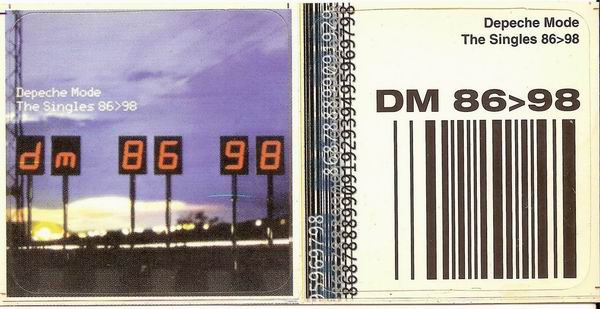 Depeche Mode
The Singles 86>98
dm 86 98
Depeche Mode
The Singles 86>98
DM 86>98